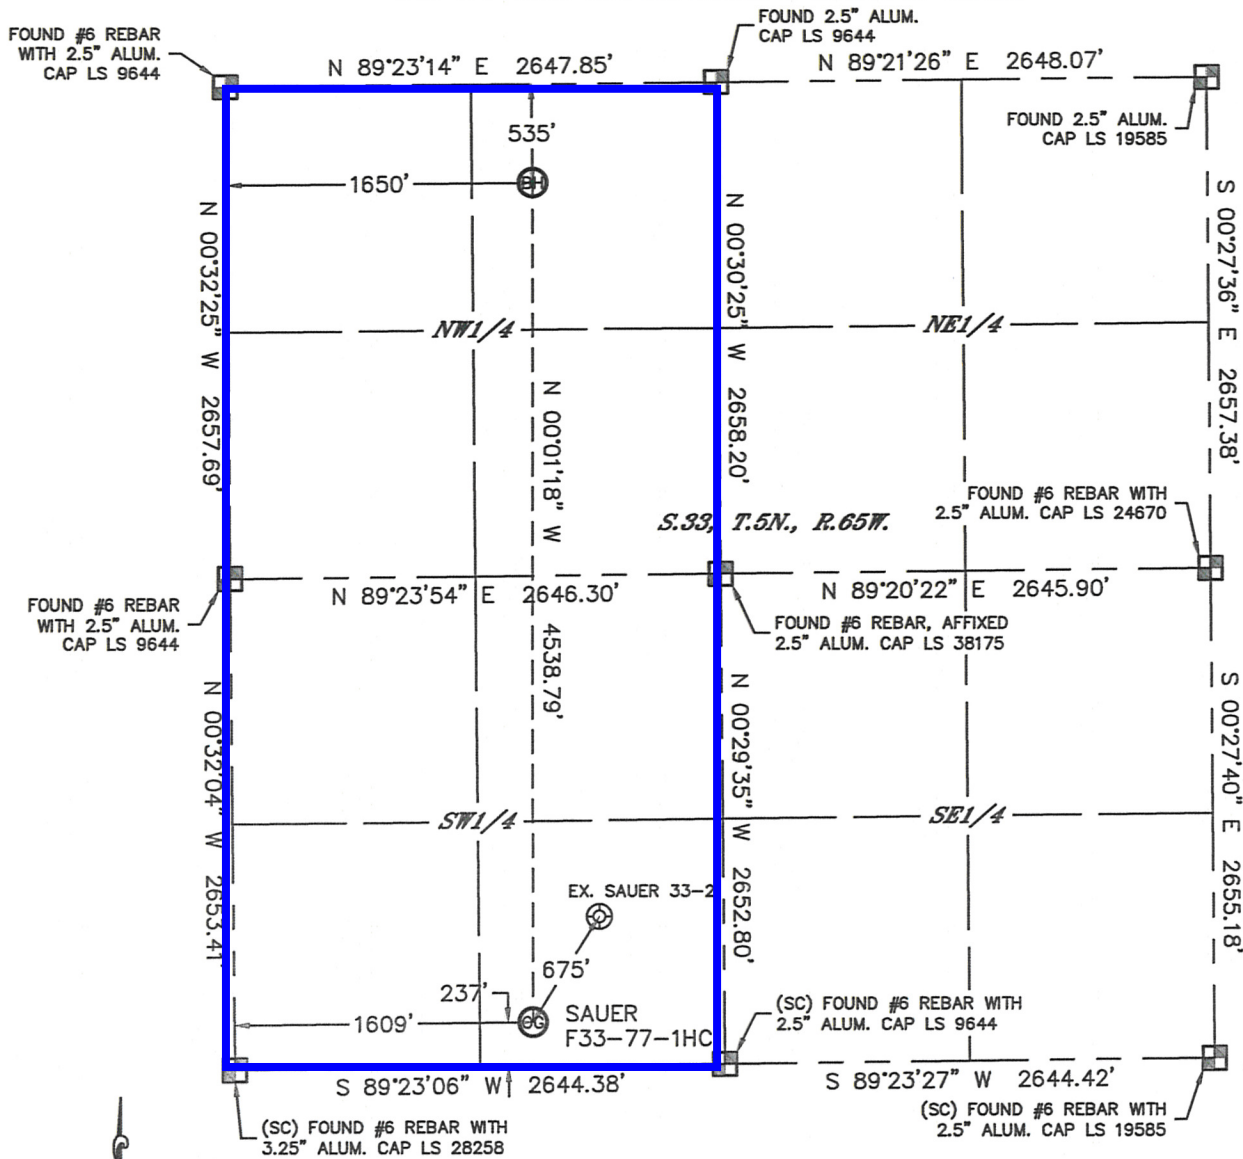 FOUND #6 REBAR
WITH 2.5" ALUM.
CAP LS 9644
FOUND 2.5" ALUM.
CAP LS 9644
N 89°23'14" E 2647.85'
N 89°21'26" E 2648.07'
FOUND 2.5" ALUM.
CAP LS 19585
535'
BH
1650'
N 00°32'25" W 2657.69'
N 00°30'25" W 2658.20'
S 00°27'36" E 2657.38'
NW1/4
NE1/4
N 00°01'18" W 4538.79'
S.33, T.5N., R.65W.
FOUND #6 REBAR WITH
2.5" ALUM. CAP LS 24670
N 89°23'54" E 2646.30'
N 89°20'22" E 2645.90'
FOUND #6 REBAR
WITH 2.5" ALUM.
CAP LS 9644
FOUND #6 REBAR, AFFIXED
2.5" ALUM. CAP LS 38175
N 00°32'04" W 2653.41'
N 00°29'35" W 2652.80'
S 00°27'40" E 2655.18'
SW1/4
SE1/4
EX. SAUER 33-2
675'
237'
1609'
OG
SAUER
F33-77-1HC
(SC) FOUND #6 REBAR WITH
2.5" ALUM. CAP LS 9644
S 89°23'06" W 2644.38'
S 89°23'27" W 2644.42'
(SC) FOUND #6 REBAR WITH
3.25" ALUM. CAP LS 28258
(SC) FOUND #6 REBAR WITH
2.5" ALUM. CAP LS 19585